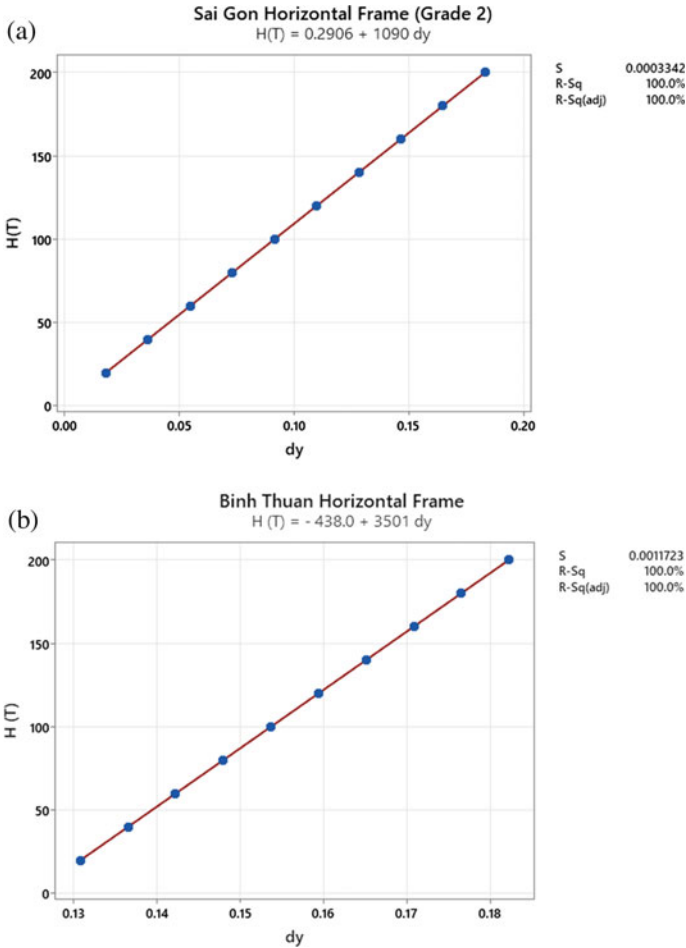 (a)
Sai Gon Horizontal Frame (Grade 2)
H(T) = 0.2906 + 1090 dy
S 0.0003342
R-Sq 100.0%
R-Sq(adj) 100.0%
200
150
100
50
0
H(T)
0.00 0.05 0.10 0.15 0.20
dy
(b)
Binh Thuan Horizontal Frame
H (T) = - 438.0 + 3501 dy
S 0.0011723
R-Sq 100.0%
R-Sq(adj) 100.0%
200
150
100
50
0
H (T)
0.13 0.14 0.15 0.16 0.17 0.18
dy